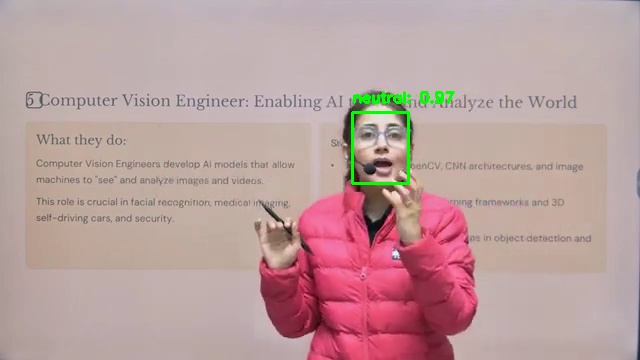 5 Computer Vision Engineer: Enabling AI Analyze the World
neutral: 0.97
What they do:
Computer Vision Engineers develop AI models that allow
machines to "see" and analyze images and videos.
This role is crucial in facial recognition, medical imaging,
self-driving cars, and security.
CNN architectures, and image
frameworks and 3D
in object detection and